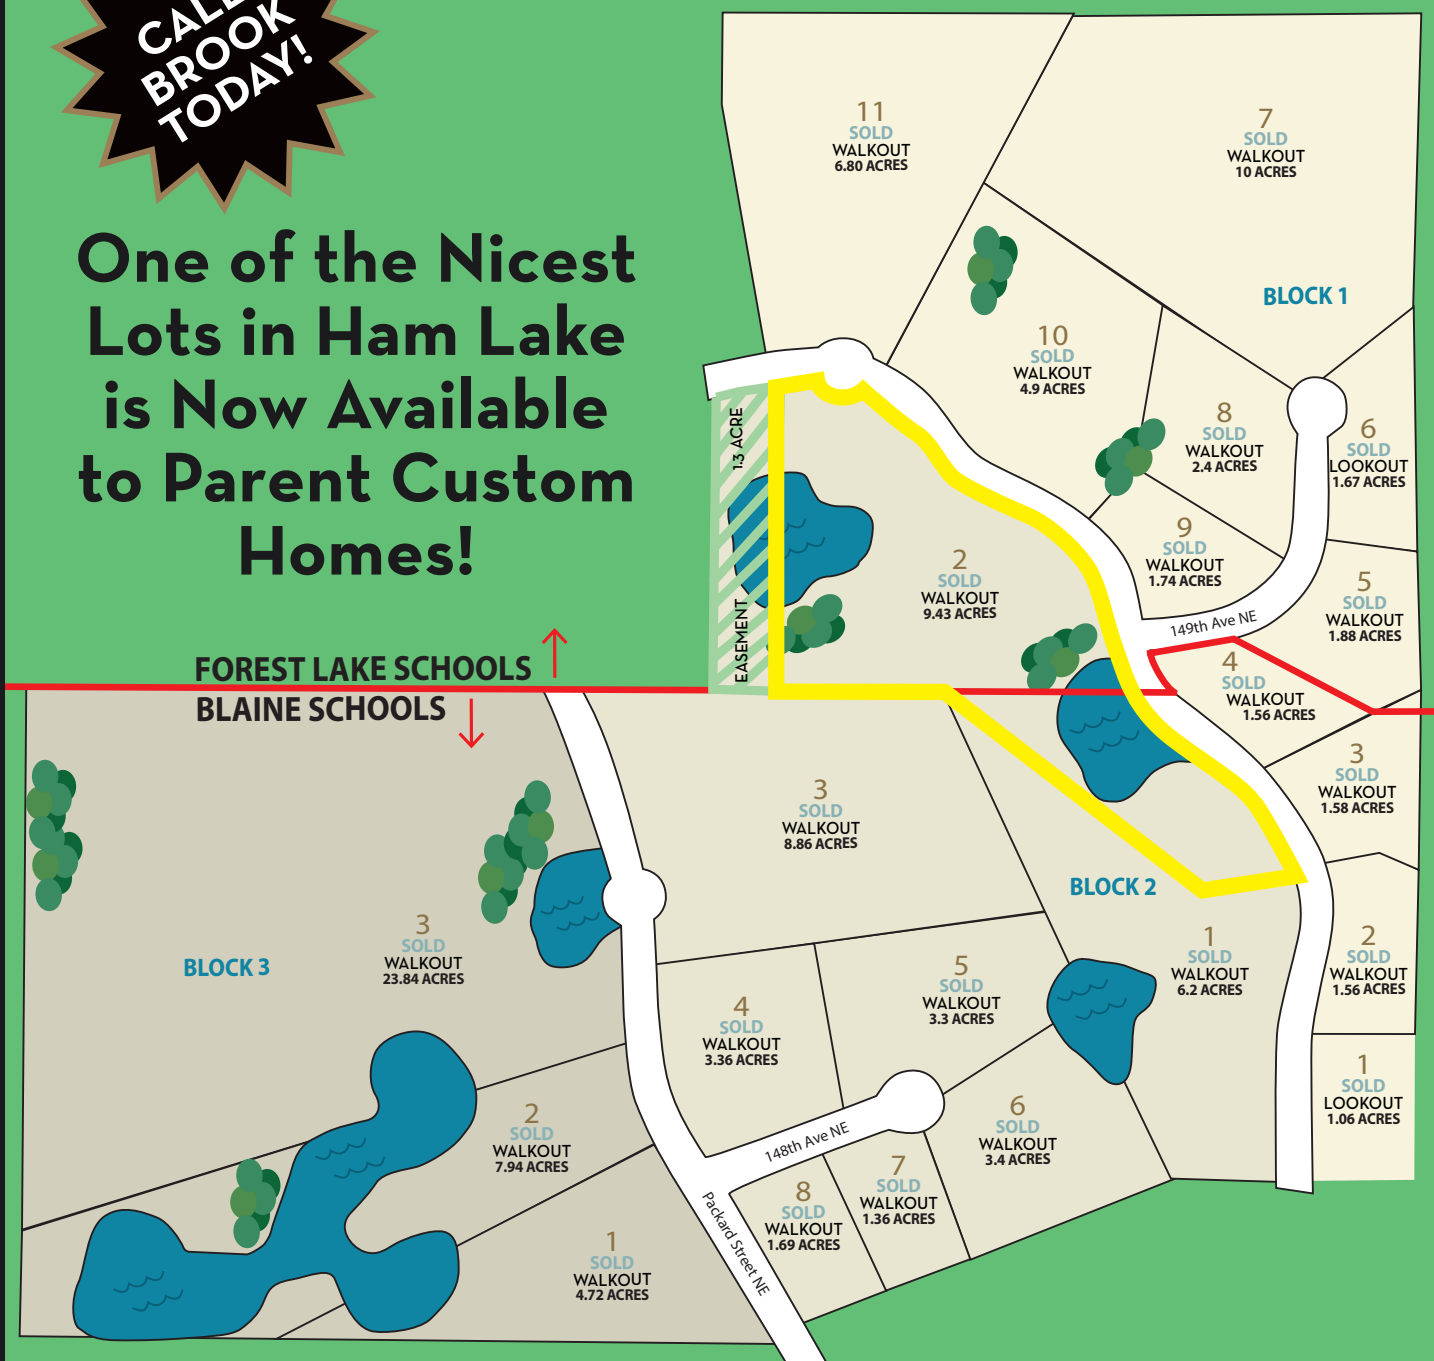 CALL
BROOK
TODAY!
One of the Nicest
Lots in Ham Lake
is Now Available
to Parent Custom
Homes!
FOREST LAKE SCHOOLS
BLAINE SCHOOLS
11
SOLD
WALKOUT
6.80 ACRES
7
SOLD
WALKOUT
10 ACRES
BLOCK 1
10
SOLD
WALKOUT
4.9 ACRES
8
SOLD
WALKOUT
2.4 ACRES
6
SOLD
LOOKOUT
1.67 ACRES
9
SOLD
WALKOUT
1.74 ACRES
5
SOLD
WALKOUT
1.88 ACRES
149th Ave NE
4
SOLD
WALKOUT
1.56 ACRES
3
SOLD
WALKOUT
1.58 ACRES
2
SOLD
WALKOUT
1.56 ACRES
1
SOLD
LOOKOUT
1.06 ACRES
1.3 ACRE
EASEMENT
2
SOLD
WALKOUT
9.43 ACRES
3
SOLD
WALKOUT
8.86 ACRES
BLOCK 2
1
SOLD
WALKOUT
6.2 ACRES
4
SOLD
WALKOUT
3.36 ACRES
5
SOLD
WALKOUT
3.3 ACRES
6
SOLD
WALKOUT
3.4 ACRES
148th Ave NE
7
SOLD
WALKOUT
1.36 ACRES
8
SOLD
WALKOUT
1.69 ACRES
Packard Street NE
BLOCK 3
3
SOLD
WALKOUT
23.84 ACRES
2
SOLD
WALKOUT
7.94 ACRES
1
SOLD
WALKOUT
4.72 ACRES